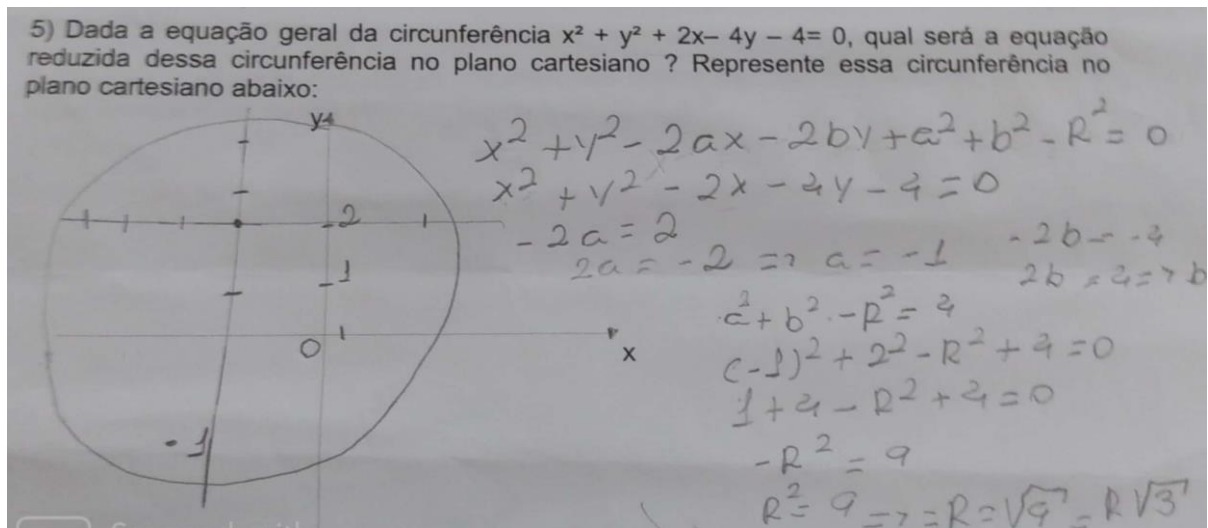 5) Dada a equação geral da circunferência x² + y² + 2x– 4y – 4= 0, qual será a equação
reduzida dessa circunferência no plano cartesiano ? Represente essa circunferência no
plano cartesiano abaixo:
y
x² + y² - 2ax - 2by + a² + b² - R² = 0
x² + y² - 2x - 4y - 4 = 0
2
- 2a = 2
- 2b = -4
2a = -2 => a = -1
2b = 4 => b
1
a² + b² - R² = 4
0
1
x
(-1)² + 2² - R² + 4 = 0
1 + 4 - R² + 4 = 0
- 1
- R² = 9
R² = 9 => = R = √9 = R √3